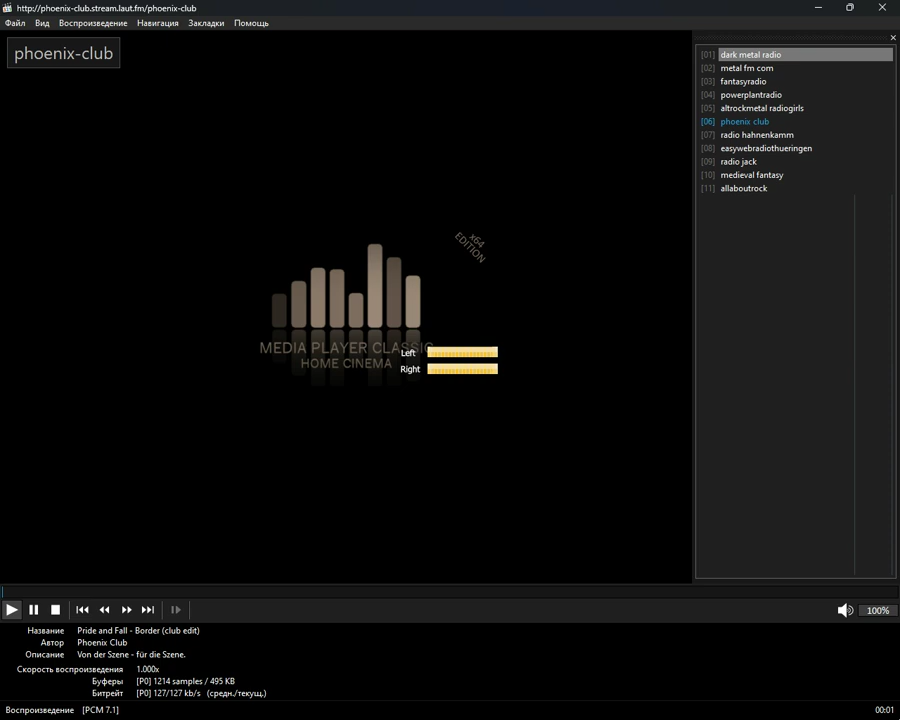 http://phoenix-club.stream.laut.fm/phoenix-club
Файл Вид Воспроизведение Навигация Закладки Помощь
phoenix-club
[01] dark metal radio
[02] metal fm com
[03] fantasyradio
[04] powerplantradio
[05] altrockmetal radiogirls
[06] phoenix club
[07] radio hahnenkamm
[08] easywebradiothueringen
[09] radio jack
[10] medieval fantasy
[11] allaboutrock
x64
EDITION
MEDIA PLAYER CLASSIC
HOME CINEMA
Left
Right
100%
Название Pride and Fall - Border (club edit)
Автор Phoenix Club
Описание Von der Szene - für die Szene.
Скорость воспроизведения 1.000x
Буферы [P0] 1214 samples / 495 KB
Битрейт [P0] 127/127 kb/s (средн./текущ.)
Воспроизведение [PCM 7.1] 00:01